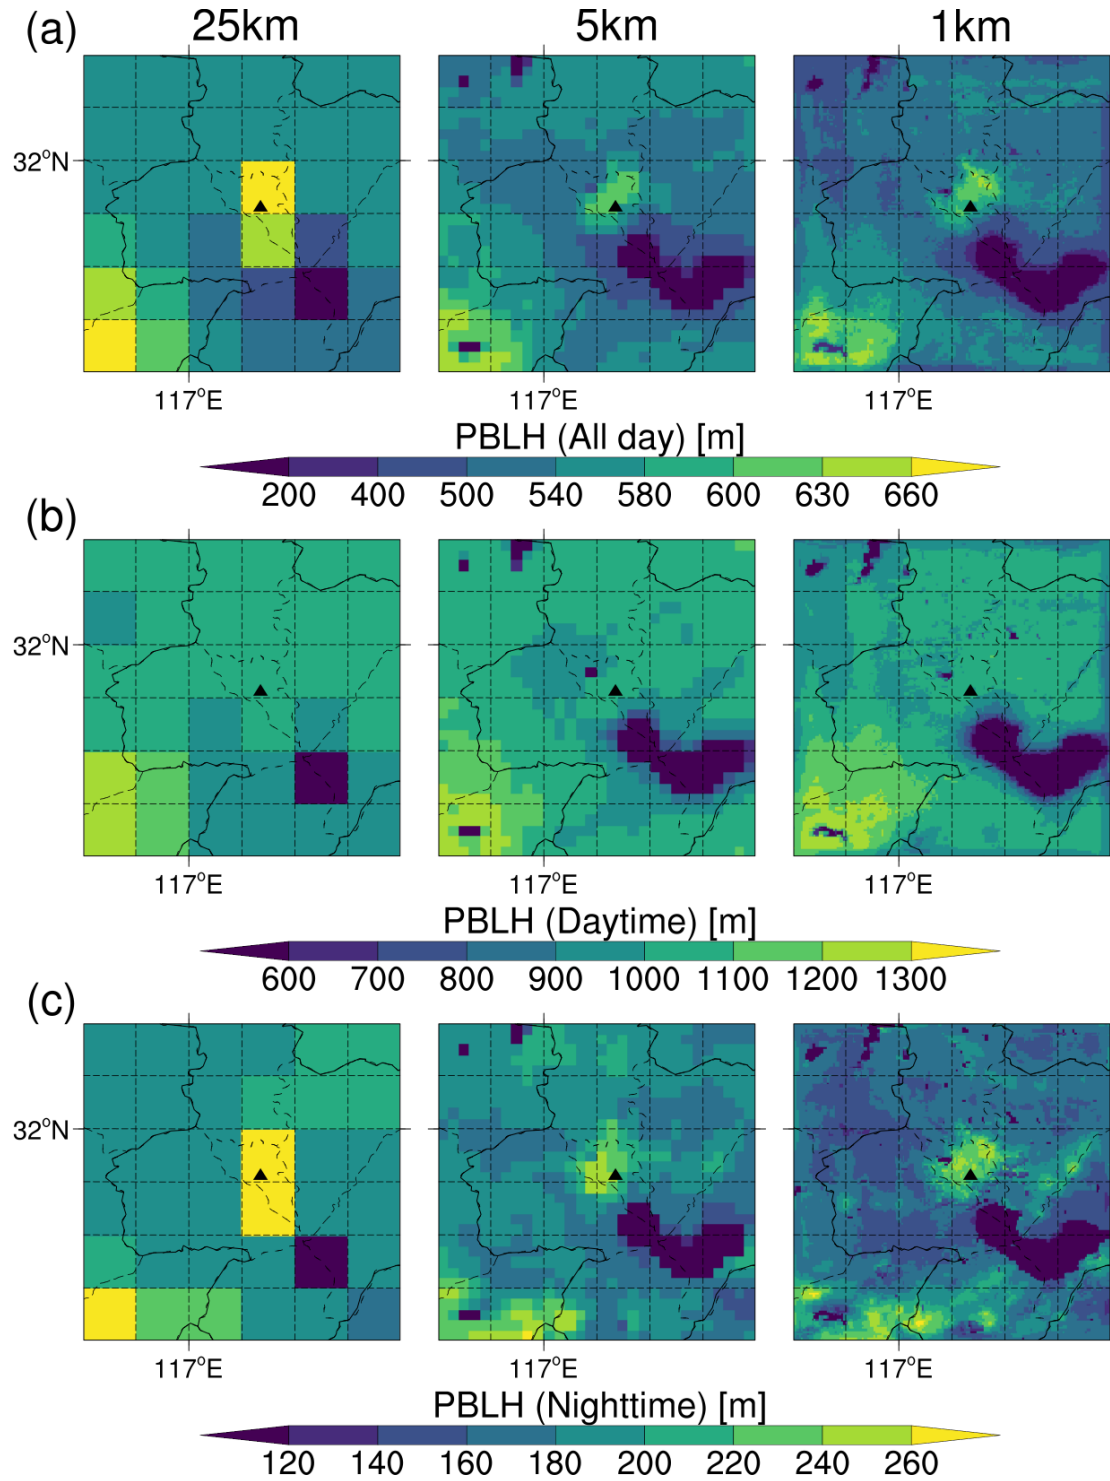 (a) 25km 5km 1km
32°N
117°E 117°E 117°E
PBLH (All day) [m]
200 400 500 540 580 600 630 660
(b)
32°N
117°E 117°E 117°E
PBLH (Daytime) [m]
600 700 800 900 1000 1100 1200 1300
(c)
32°N
117°E 117°E 117°E
PBLH (Nighttime) [m]
120 140 160 180 200 220 240 260